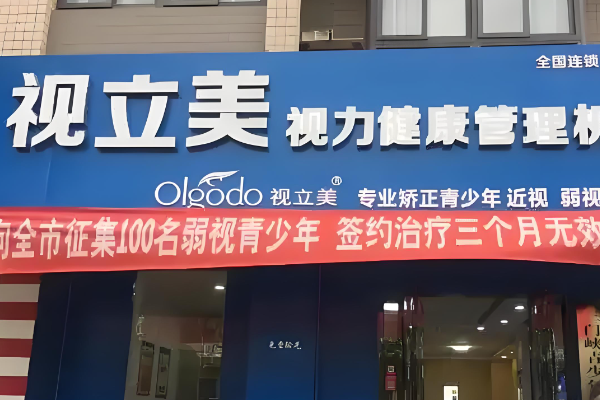 全国连锁
视立美
视力健康管理机
Olgodo 视立美® 专业矫正青少年 近视 弱视
向全市征集100名弱视青少年 签约治疗三个月无效